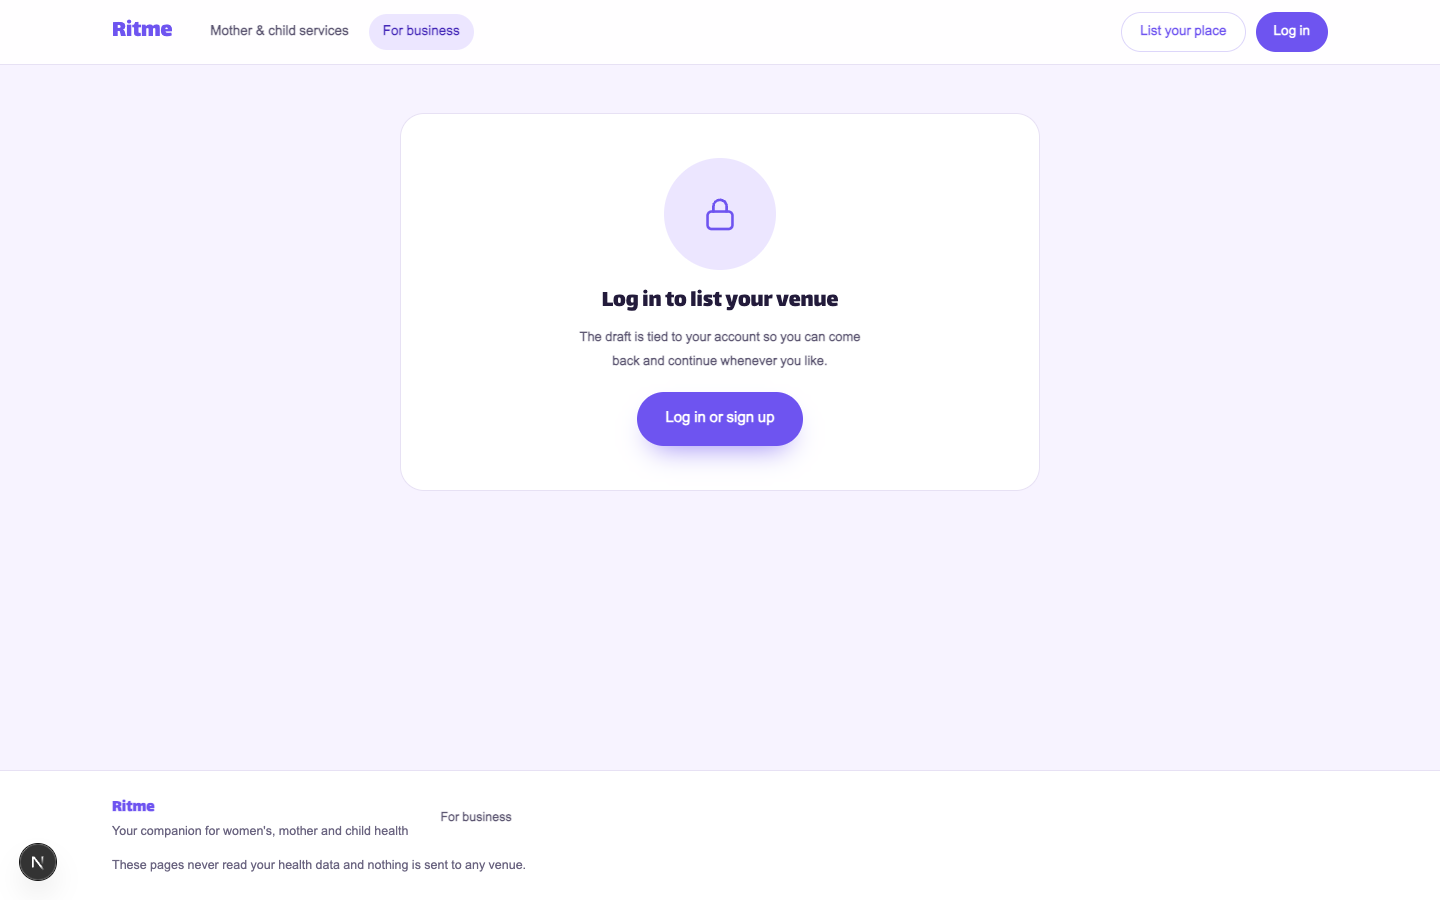 Ritme
Mother & child services
For business
List your place
Log in
Log in to list your venue
The draft is tied to your account so you can come
back and continue whenever you like.
Log in or sign up
Ritme
Your companion for women's, mother and child health
For business
These pages never read your health data and nothing is sent to any venue.
N